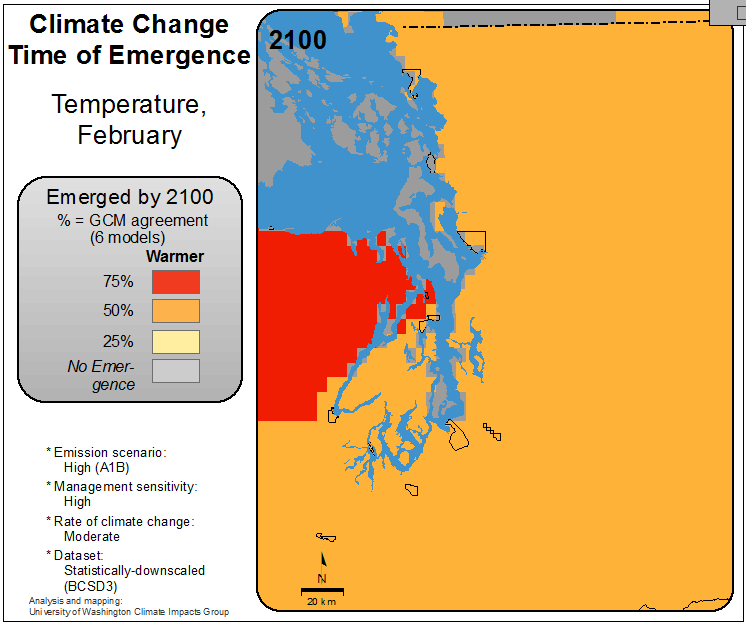 Climate Change
Time of Emergence
Temperature,
February
Emerged by 2100
% = GCM agreement
(6 models)
Warmer
75%
50%
25%
No Emer-
gence
* Emission scenario:
High (A1B)
* Management sensitivity:
High
* Rate of climate change:
Moderate
* Dataset:
Statistically-downscaled
(BCSD3)
Analysis and mapping:
University of Washington Climate Impacts Group
2100
N
20 km